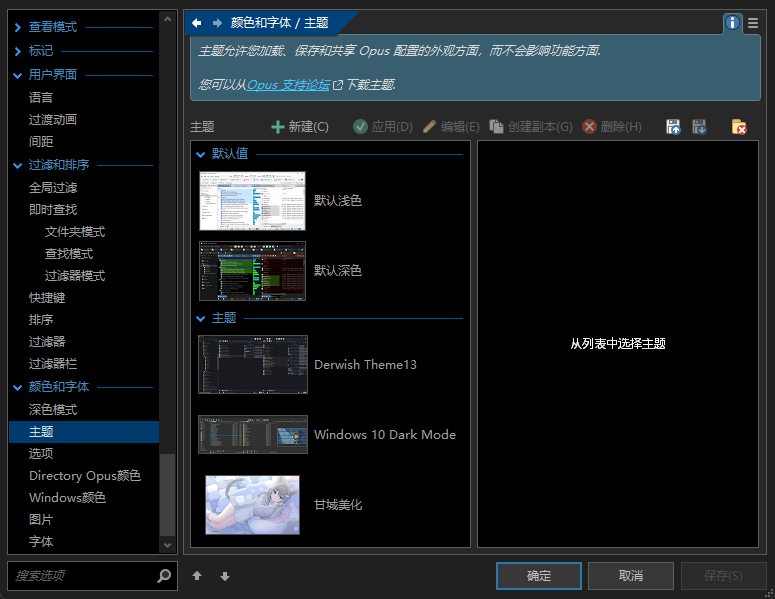 查看模式
标记
用户界面
语言
过渡动画
间距
过滤和排序
全局过滤
即时查找
文件夹模式
查找模式
过滤器模式
快捷键
排序
过滤器
过滤器栏
颜色和字体
深色模式
主题
选项
Directory Opus颜色
Windows颜色
图片
字体
搜索选项
颜色和字体 / 主题
主题允许您加载、保存和共享 Opus 配置的外观方面，而不会影响功能方面.
您可以从Opus 支持论坛下载主题.
主题 新建(C) 应用(D) 编辑(E) 创建副本(G) 删除(H)
默认值
默认浅色
默认深色
主题
Derwish Theme13
Windows 10 Dark Mode
甘城美化
从列表中选择主题
确定 取消 保存(S)